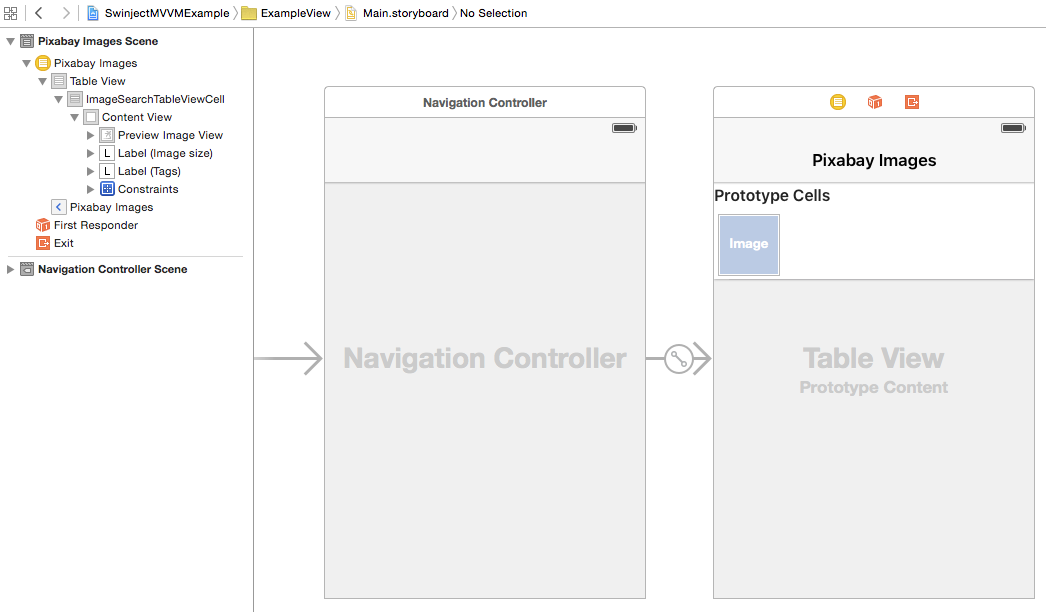 SwinjectMVVMExample ExampleView Main.storyboard No Selection
Pixabay Images Scene
Pixabay Images
Table View
ImageSearchTableViewCell
Content View
Preview Image View
L Label (Image size)
L Label (Tags)
Constraints
Pixabay Images
First Responder
Exit
Navigation Controller Scene
Navigation Controller
Navigation Controller
Pixabay Images
Prototype Cells
Image
Table View
Prototype Content